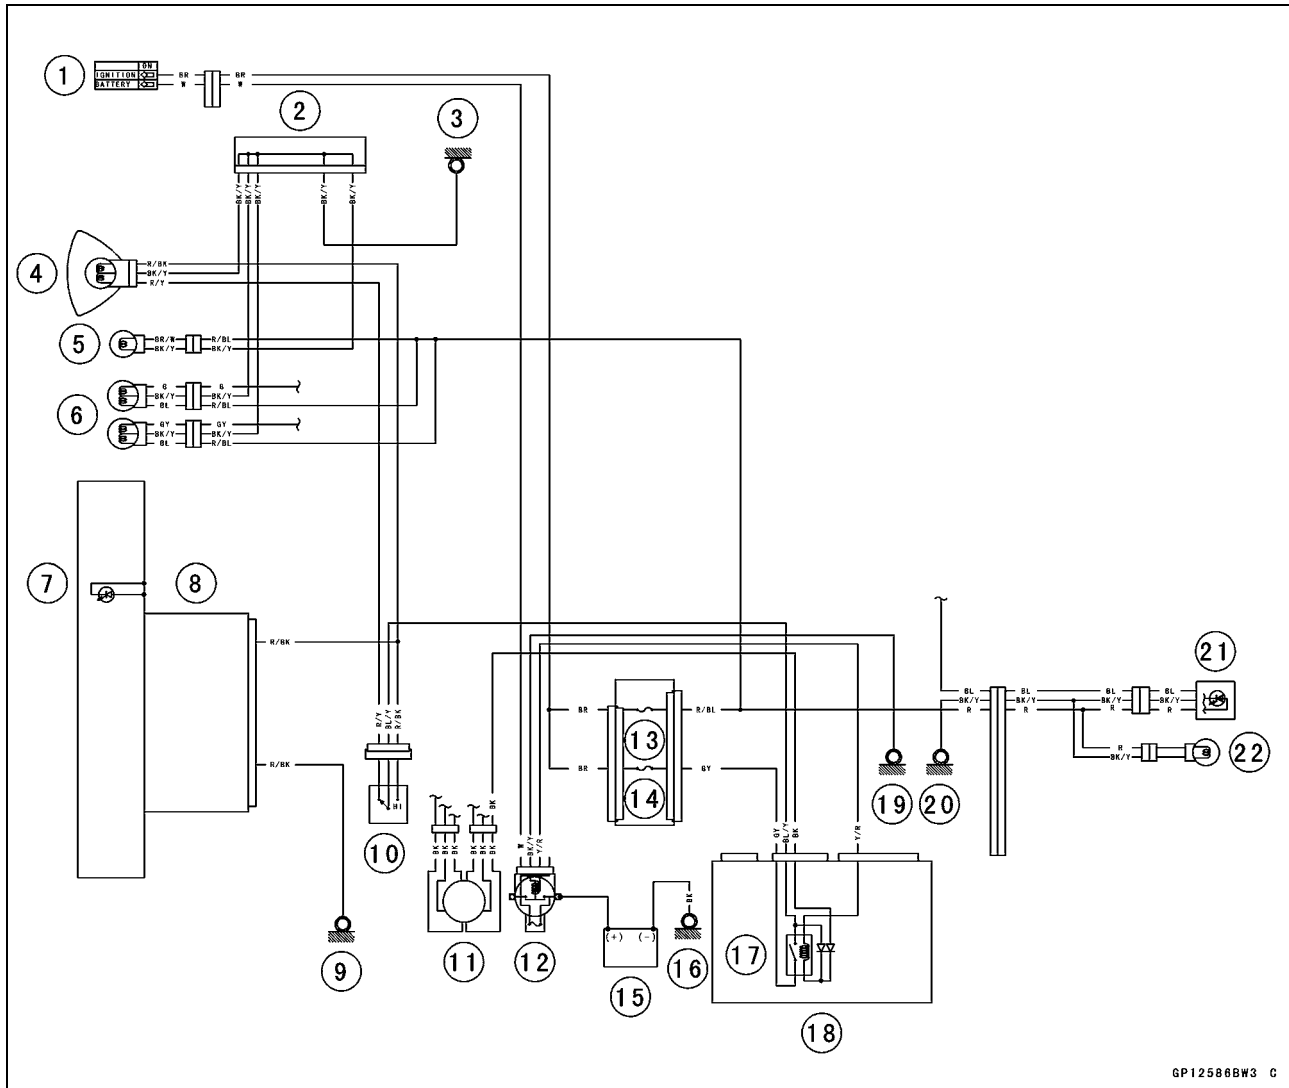 ON
1 IGNITION BR BR
BATTERY W W
2
3
BK/Y BK/Y BK/Y BK/Y BK/Y
4
R/BK
BK/Y
R/Y
5
BR/W R/BL
BK/Y BK/Y
6
G G
BK/Y BK/Y
BL R/BL
GY GY
BK/Y BK/Y
BL R/BL
7
8
R/BK
R/BK
9
R/Y BL/Y R/BK
HI
10
BK BK BK BK BK BK
BK
11
W BK/Y Y/R
12
BR R/BL
13
BR GY
14
(+) (-)
15
BK
16
GY BL/Y BK Y/R
17
18
19
20
BL BL BL BL
BK/Y BK/Y BK/Y BK/Y
R R R R
21
R
BK/Y
22
GP12586BW3 C